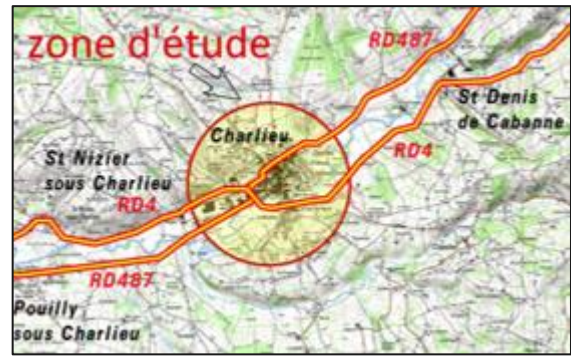 zone d'étude
RD487
Charlieu
St Denis
de Cabanne
RD4
St Nizier
sous Charlieu
RD4
RD487
Pouilly
sous Charlieu